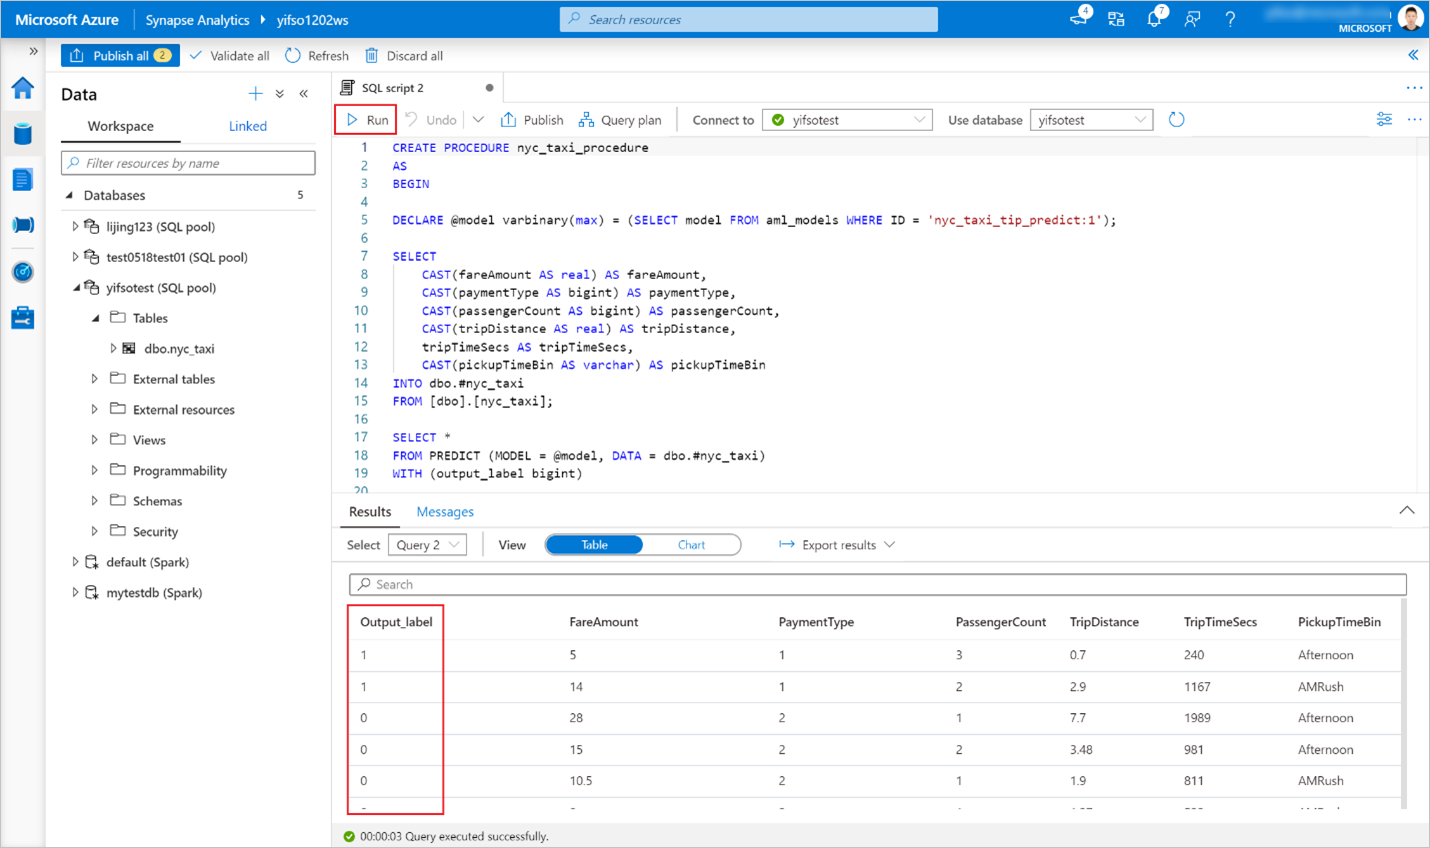 Microsoft Azure
Synapse Analytics
yifso1202ws
Search resources
4
7
?
MICROSOFT
Publish all 2
Validate all
Refresh
Discard all
Data
Workspace
Linked
Filter resources by name
Databases 5
lijing123 (SQL pool)
test0518test01 (SQL pool)
yifsotest (SQL pool)
Tables
dbo.nyc_taxi
External tables
External resources
Views
Programmability
Schemas
Security
default (Spark)
mytestdb (Spark)
SQL script 2
Run
Undo
Publish
Query plan
Connect to
yifsotest
Use database
yifsotest
1 CREATE PROCEDURE nyc_taxi_procedure
2 AS
3 BEGIN
4
5 DECLARE @model varbinary(max) = (SELECT model FROM aml_models WHERE ID = 'nyc_taxi_tip_predict:1');
6
7 SELECT
8 CAST(fareAmount AS real) AS fareAmount,
9 CAST(paymentType AS bigint) AS paymentType,
10 CAST(passengerCount AS bigint) AS passengerCount,
11 CAST(tripDistance AS real) AS tripDistance,
12 tripTimeSecs AS tripTimeSecs,
13 CAST(pickupTimeBin AS varchar) AS pickupTimeBin
14 INTO dbo.#nyc_taxi
15 FROM [dbo].[nyc_taxi];
16
17 SELECT *
18 FROM PREDICT (MODEL = @model, DATA = dbo.#nyc_taxi)
19 WITH (output_label bigint)
20
Results
Messages
Select
Query 2
View
Table
Chart
Export results
Search
Output_label FareAmount PaymentType PassengerCount TripDistance TripTimeSecs PickupTimeBin
1 5 1 3 0.7 240 Afternoon
1 14 1 2 2.9 1167 AMRush
0 28 2 1 7.7 1989 Afternoon
0 15 2 2 3.48 981 Afternoon
0 10.5 2 1 1.9 811 AMRush
00:00:03 Query executed successfully.